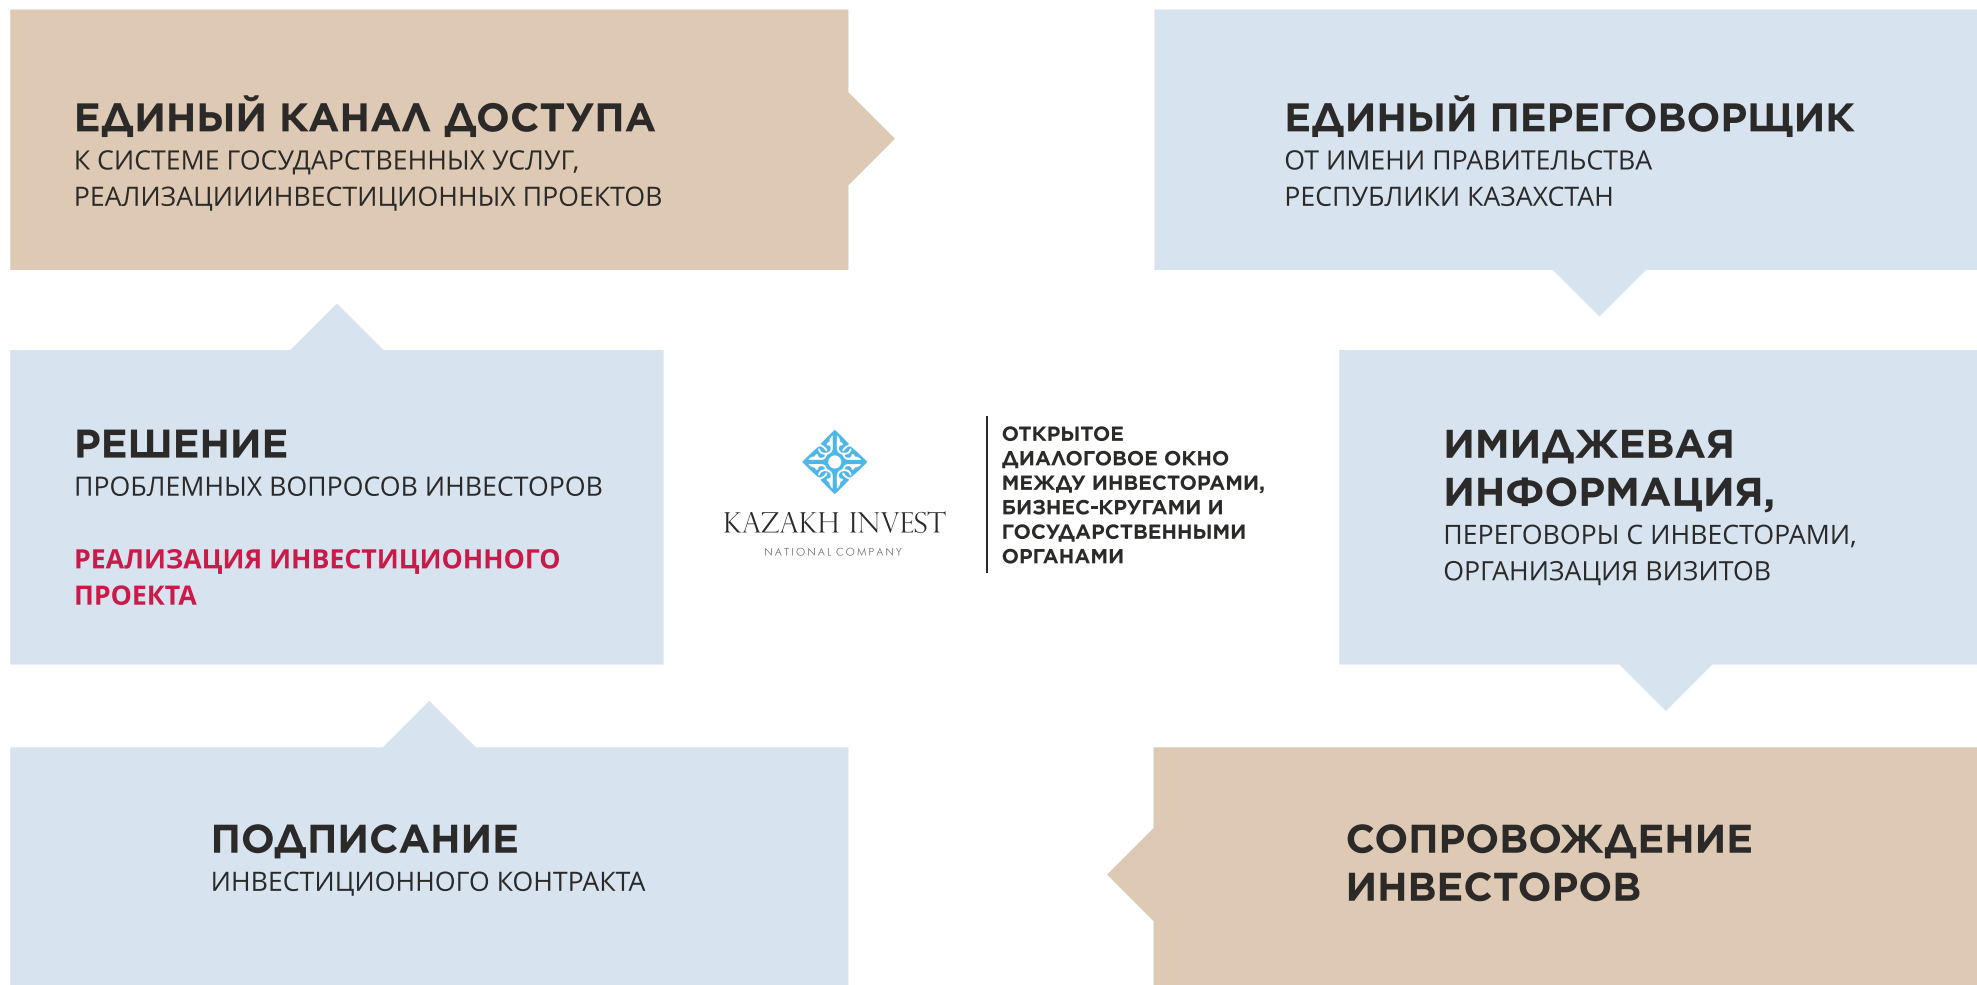 ЕДИНЫЙ КАНАЛ ДОСТУПА
К СИСТЕМЕ ГОСУДАРСТВЕННЫХ УСЛУГ,
РЕАЛИЗАЦИИИНВЕСТИЦИОННЫХ ПРОЕКТОВ
ЕДИНЫЙ ПЕРЕГОВОРЩИК
ОТ ИМЕНИ ПРАВИТЕЛЬСТВА
РЕСПУБЛИКИ КАЗАХСТАН
РЕШЕНИЕ
ПРОБЛЕМНЫХ ВОПРОСОВ ИНВЕСТОРОВ
РЕАЛИЗАЦИЯ ИНВЕСТИЦИОННОГО
ПРОЕКТА
KAZAKH INVEST
NATIONAL COMPANY
ОТКРЫТОЕ
ДИАЛОГОВОЕ ОКНО
МЕЖДУ ИНВЕСТОРАМИ,
БИЗНЕС-КРУГАМИ И
ГОСУДАРСТВЕННЫМИ
ОРГАНАМИ
ИМИДЖЕВАЯ
ИНФОРМАЦИЯ,
ПЕРЕГОВОРЫ С ИНВЕСТОРАМИ,
ОРГАНИЗАЦИЯ ВИЗИТОВ
ПОДПИСАНИЕ
ИНВЕСТИЦИОННОГО КОНТРАКТА
СОПРОВОЖДЕНИЕ
ИНВЕСТОРОВ